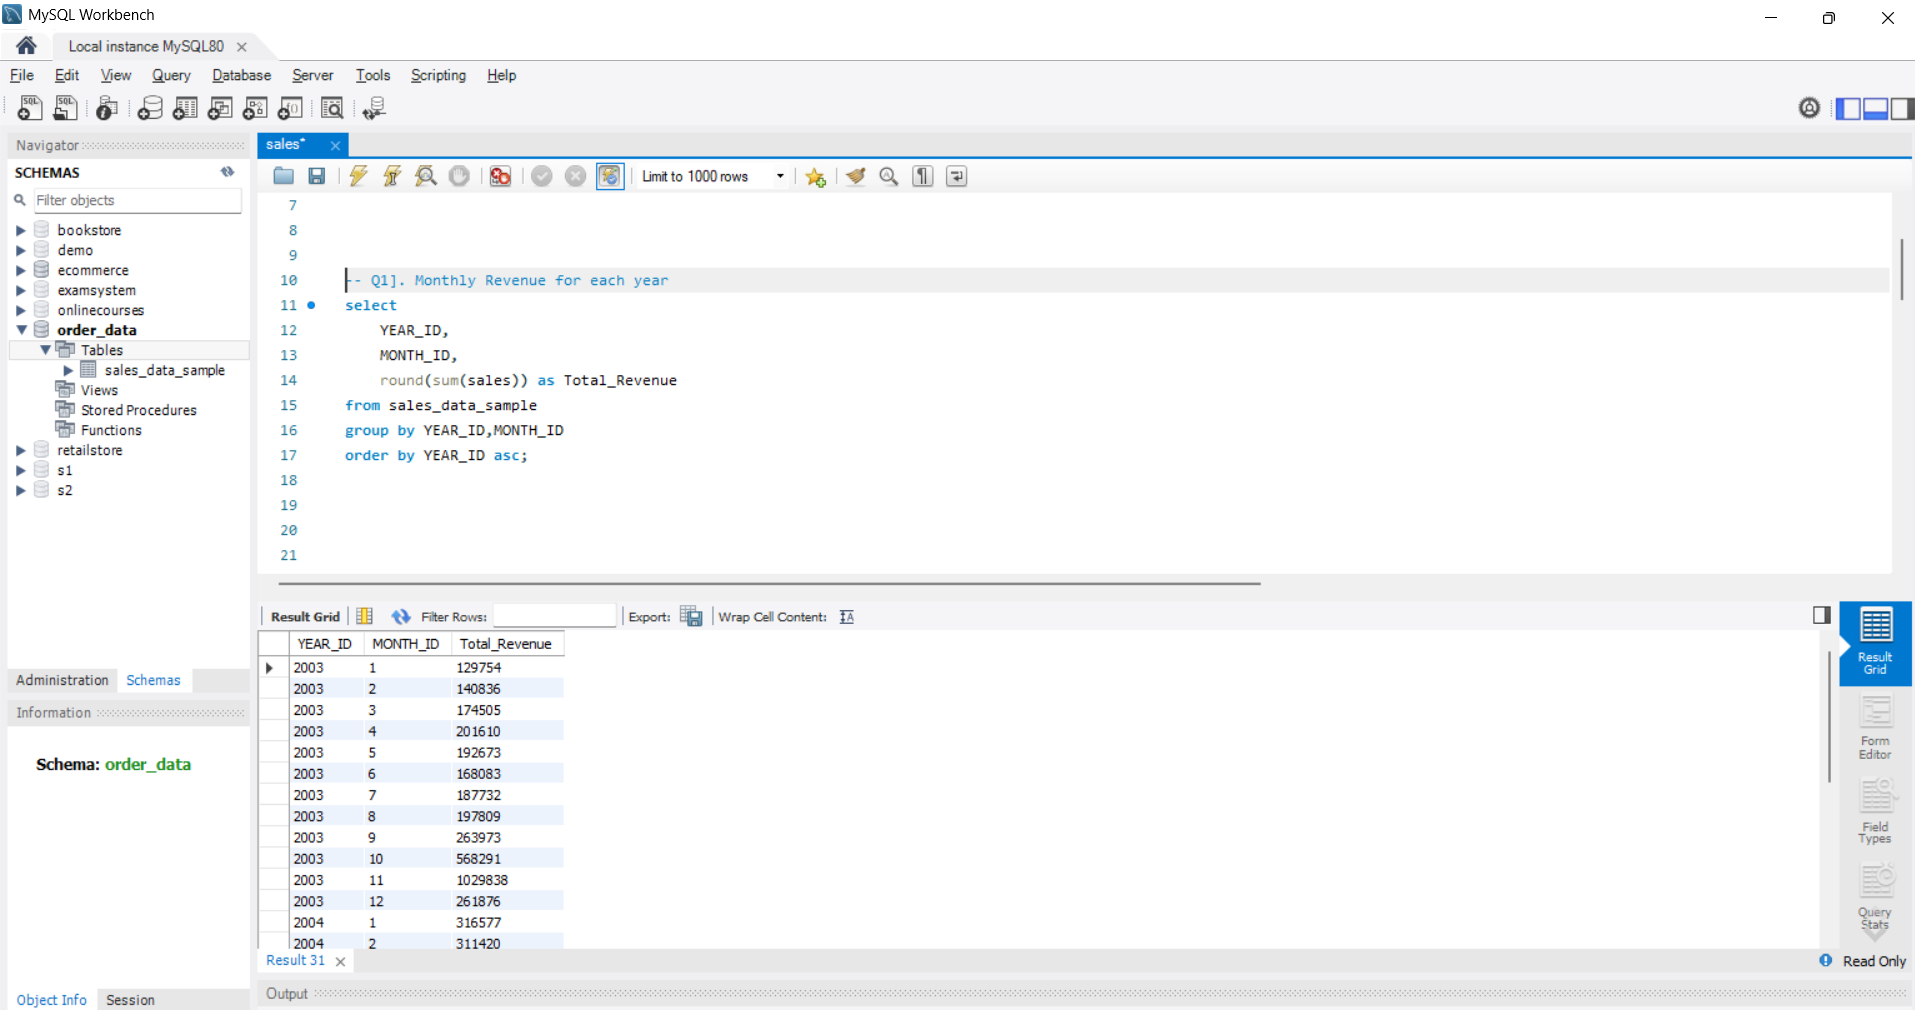 MySQL Workbench
Local instance MySQL80
File Edit View Query Database Server Tools Scripting Help
Navigator
SCHEMAS
Filter objects
bookstore
demo
ecommerce
examsystem
onlinecourses
order_data
Tables
sales_data_sample
Views
Stored Procedures
Functions
retailstore
s1
s2
Administration Schemas
Information
Schema: order_data
Object Info Session
sales*
Limit to 1000 rows
7
8
9
10 -- Q1]. Monthly Revenue for each year
11 select
12 YEAR_ID,
13 MONTH_ID,
14 round(sum(sales)) as Total_Revenue
15 from sales_data_sample
16 group by YEAR_ID,MONTH_ID
17 order by YEAR_ID asc;
18
19
20
21
Result Grid Filter Rows: Export: Wrap Cell Content:
YEAR_ID MONTH_ID Total_Revenue
2003 1 129754
2003 2 140836
2003 3 174505
2003 4 201610
2003 5 192673
2003 6 168083
2003 7 187732
2003 8 197809
2003 9 263973
2003 10 568291
2003 11 1029838
2003 12 261876
2004 1 316577
2004 2 311420
Result 31
Result
Grid
Form
Editor
Field
Types
Query
Stats
Read Only
Output